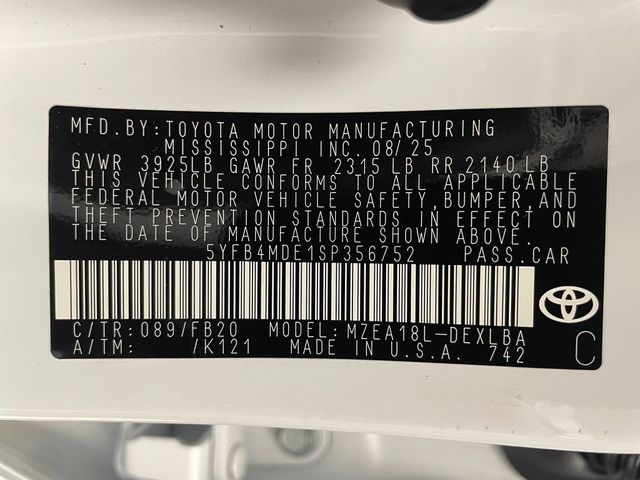 MFD. BY: TOYOTA MOTOR MANUFACTURING
MISSISSIPPI INC. 08/25
GVWR 3925LB GAWR FR 2315 LB RR 2140 LB
THIS VEHICLE CONFORMS TO ALL APPLICABLE
FEDERAL MOTOR VEHICLE SAFETY, BUMPER, AND
THEFT PREVENTION STANDARDS IN EFFECT ON
THE DATE OF MANUFACTURE SHOWN ABOVE.
5YFB4MDE1SP356752 PASS.CAR
C/TR: 089/FB20 MODEL: MZEA18L-DEXLBA
A/TM: /K121 MADE IN U.S.A. 742 C